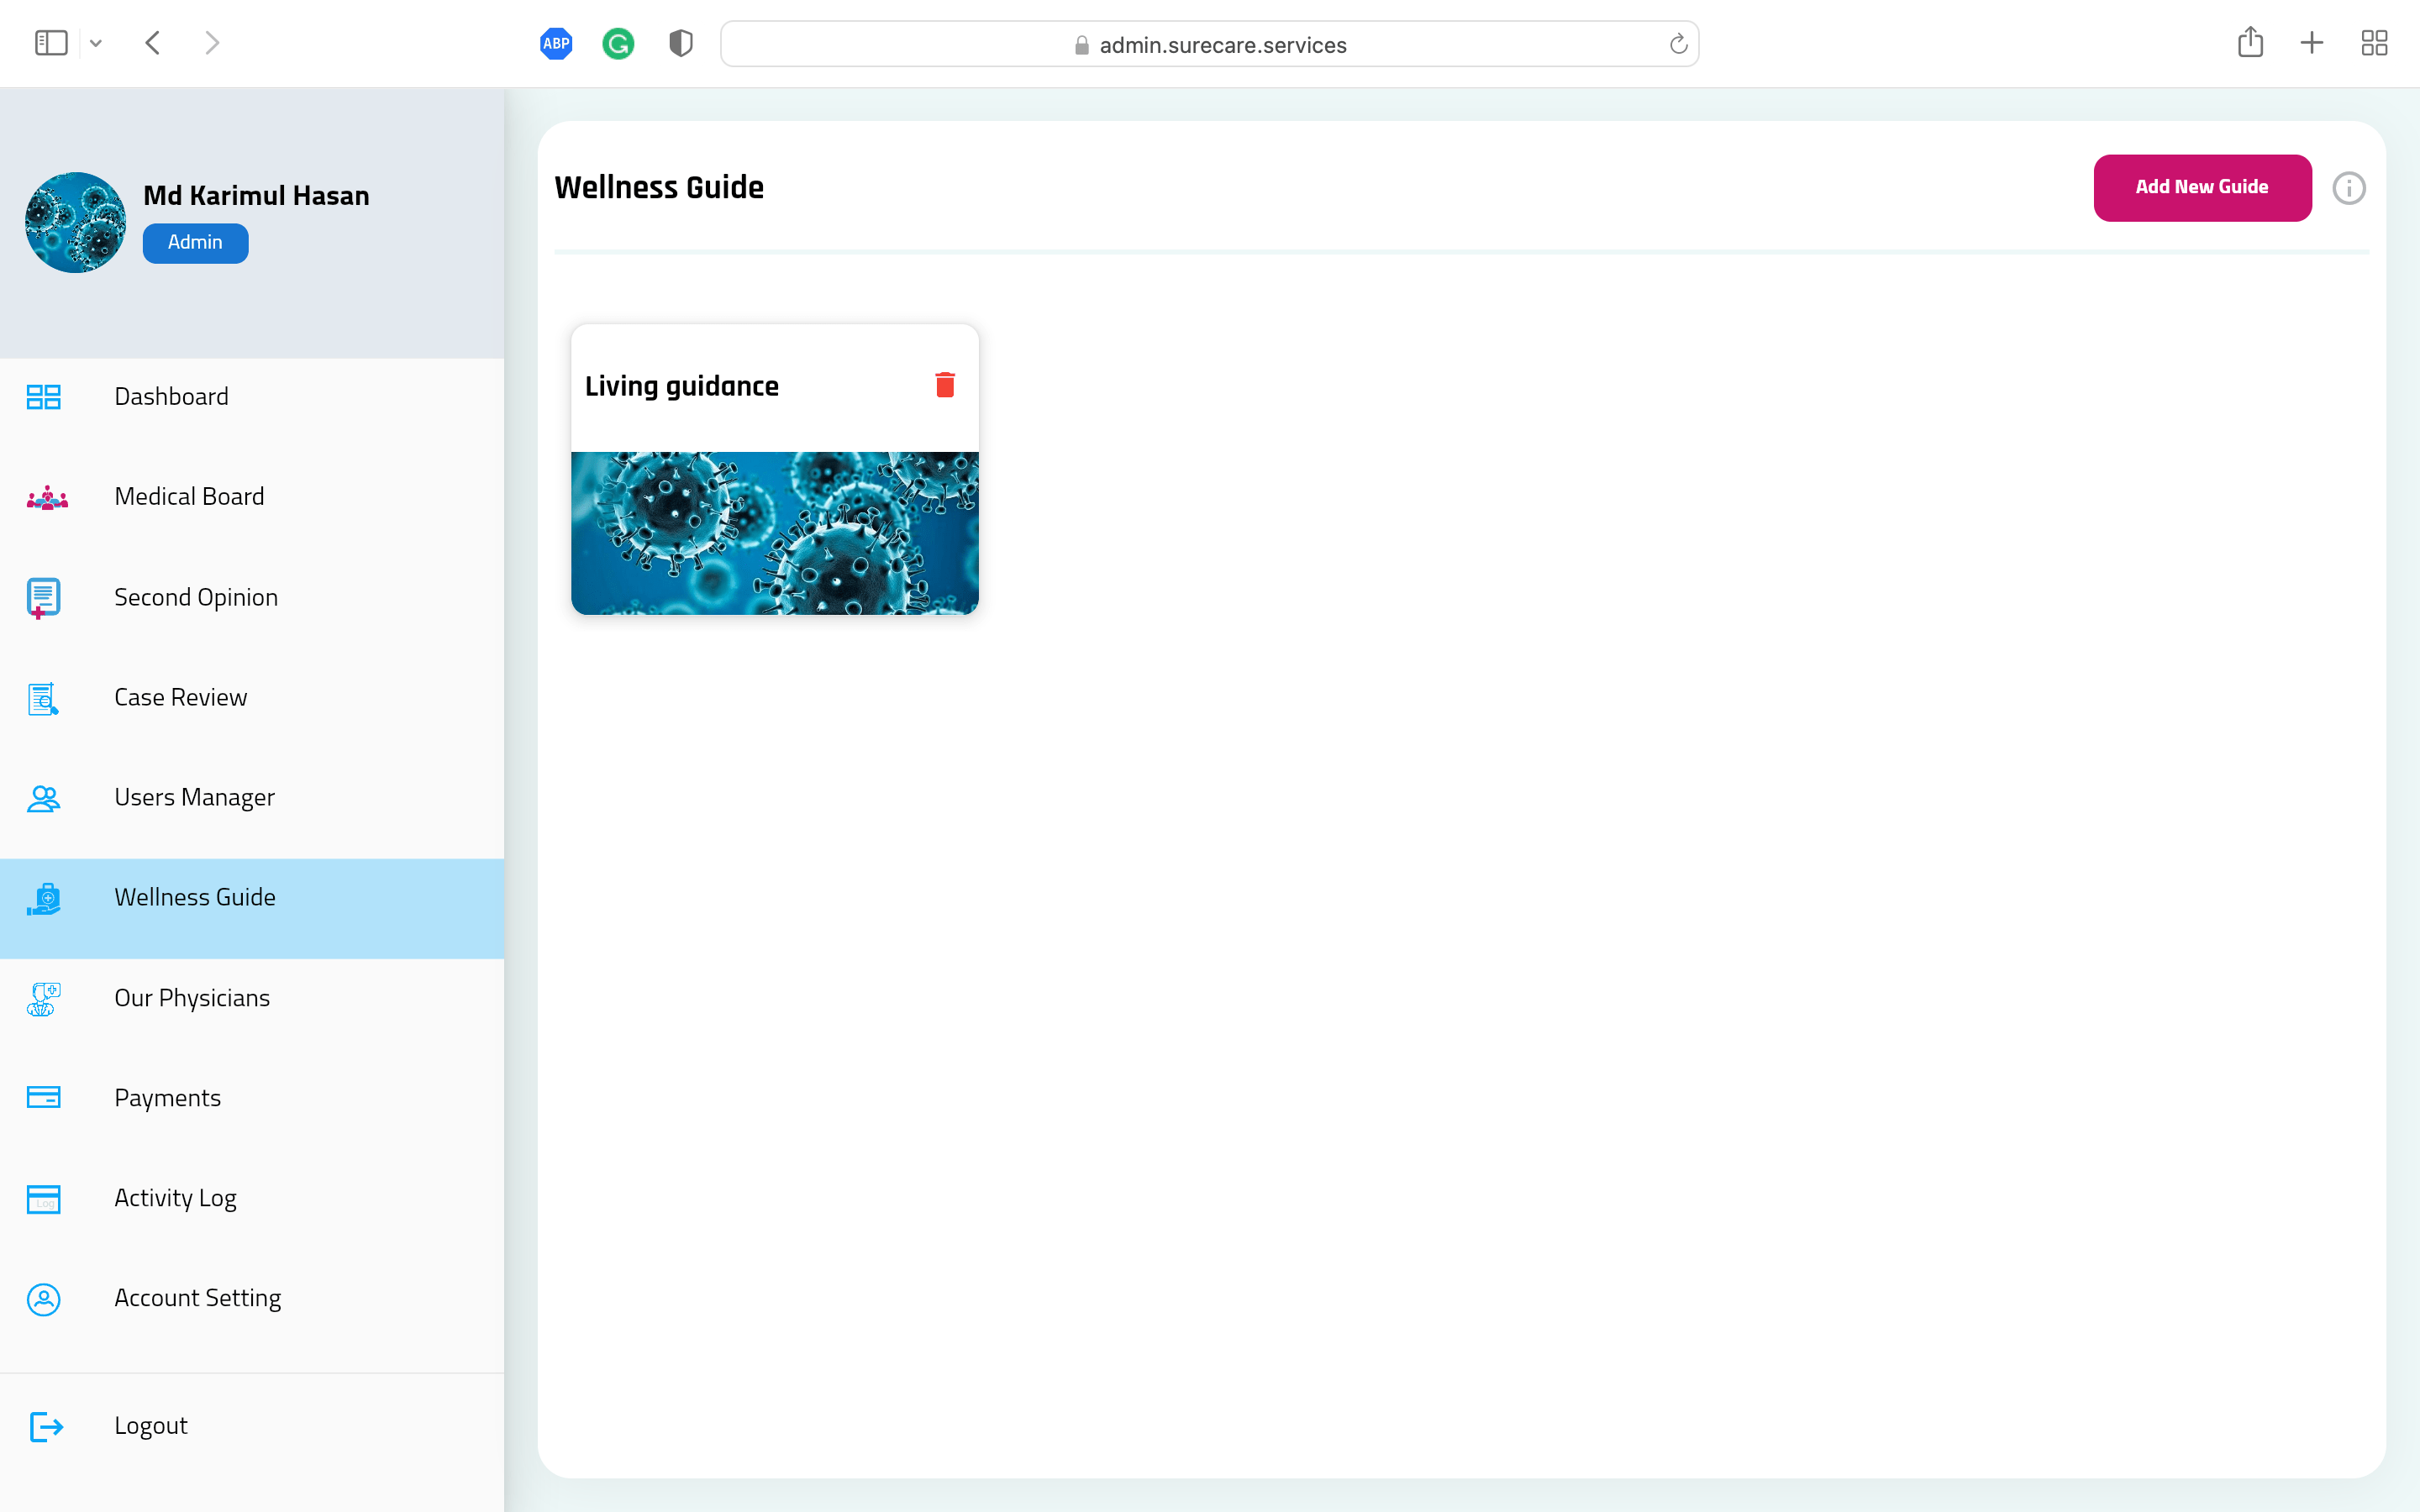 ABP
admin.surecare.services
Md Karimul Hasan
Admin
Dashboard
Medical Board
Second Opinion
Case Review
Users Manager
Wellness Guide
Our Physicians
Payments
Log
Activity Log
Account Setting
Logout
Wellness Guide
Add New Guide
Living guidance